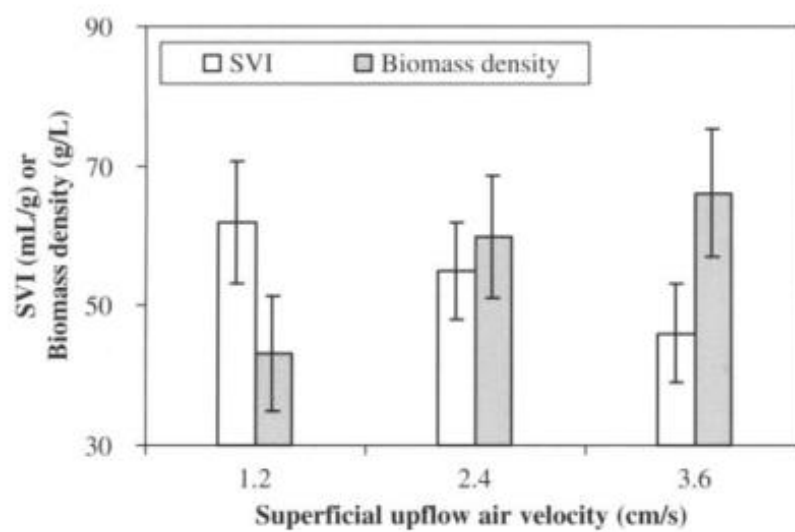 90
SVI Biomass density
70
50
30
SVI (mL/g) or
Biomass density (g/L)
1.2 2.4 3.6
Superficial upflow air velocity (cm/s)